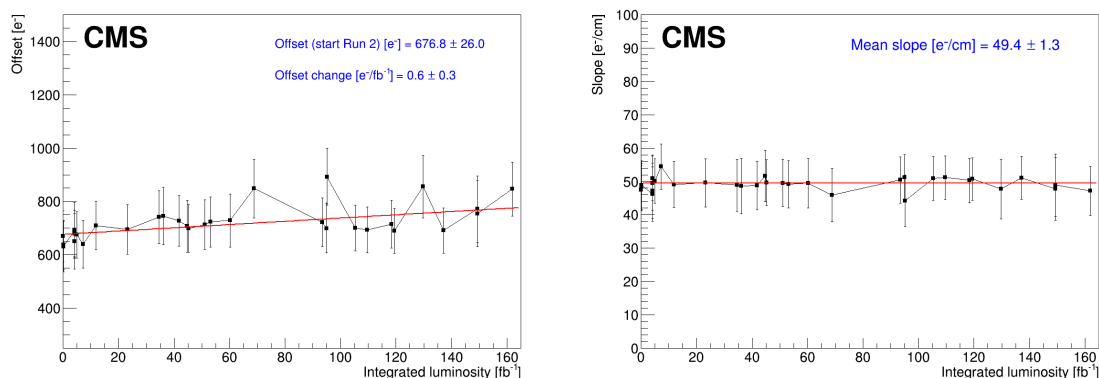 CMS
Offset (start Run 2) [e⁻] = 676.8 ± 26.0
Offset change [e⁻/fb⁻¹] = 0.6 ± 0.3
Offset [e⁻]
1400
1200
1000
800
600
400
0 20 40 60 80 100 120 140 160
Integrated luminosity [fb⁻¹]
CMS
Mean slope [e⁻/cm] = 49.4 ± 1.3
Slope [e⁻/cm]
100
90
80
70
60
50
40
30
20
10
0
0 20 40 60 80 100 120 140 160
Integrated luminosity [fb⁻¹]